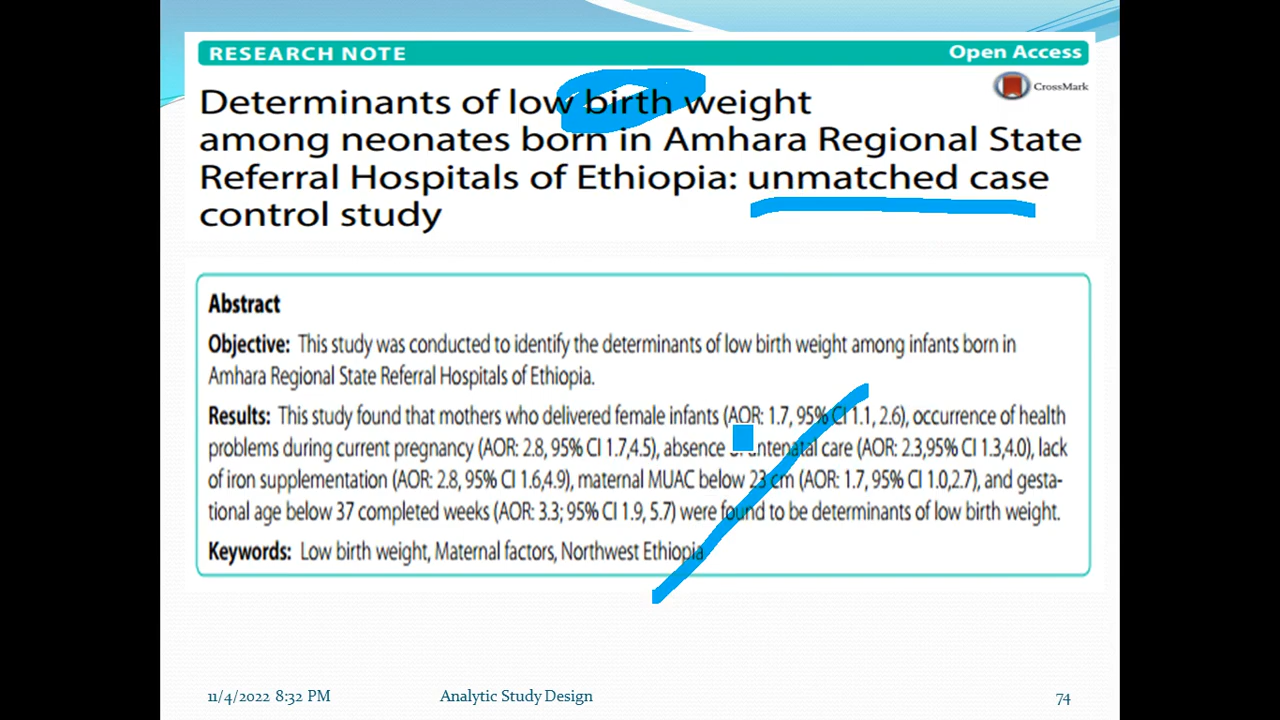 RESEARCH NOTE Open Access
CrossMark
Determinants of low birth weight
among neonates born in Amhara Regional State
Referral Hospitals of Ethiopia: unmatched case
control study
Abstract
Objective: This study was conducted to identify the determinants of low birth weight among infants born in
Amhara Regional State Referral Hospitals of Ethiopia.
Results: This study found that mothers who delivered female infants (AOR: 1.7, 95% CI 1.1, 2.6), occurrence of health
problems during current pregnancy (AOR: 2.8, 95% CI 1.7,4.5), absence antenatal care (AOR: 2.3,95% CI 1.3,4.0), lack
of iron supplementation (AOR: 2.8, 95% CI 1.6,4.9), maternal MUAC below 23 cm (AOR: 1.7, 95% CI 1.0,2.7), and gesta-
tional age below 37 completed weeks (AOR: 3.3; 95% CI 1.9, 5.7) were found to be determinants of low birth weight.
Keywords: Low birth weight, Maternal factors, Northwest Ethiopia
11/4/2022 8:32 PM Analytic Study Design 74